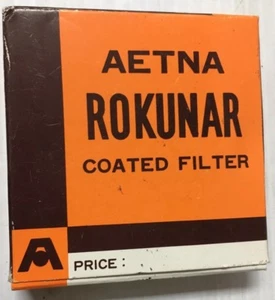 AETNA
ROKUNAR
COATED FILTER
A
PRICE: